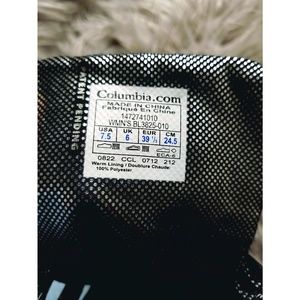 Columbia.com
MADE IN CHINA
Fabriqué En Chine
1472741010
WMN'S BL3825-010
USA UK EUR CM
7.5 6 39 24.5
0822 CCL 0712 212
Warm Lining / Doublure Chaude:
100% Polyester
PENDING